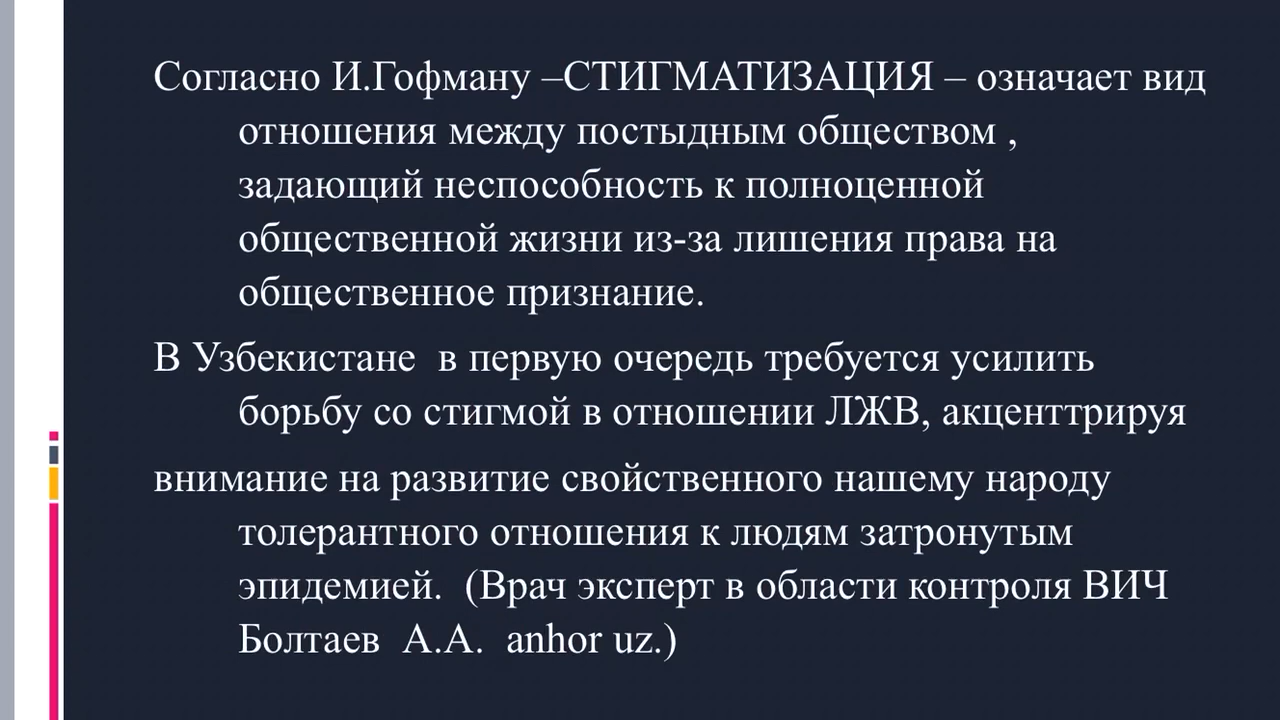 Согласно И.Гофману –СТИГМАТИЗАЦИЯ – означает вид
отношения между постыдным обществом ,
задающий неспособность к полноценной
общественной жизни из-за лишения права на
общественное признание.
В Узбекистане  в первую очередь требуется усилить
борьбу со стигмой в отношении ЛЖВ, акценттрируя
внимание на развитие свойственного нашему народу
толерантного отношения к людям затронутым
эпидемией.  (Врач эксперт в области контроля ВИЧ
Болтаев  А.А.  anhor uz.)